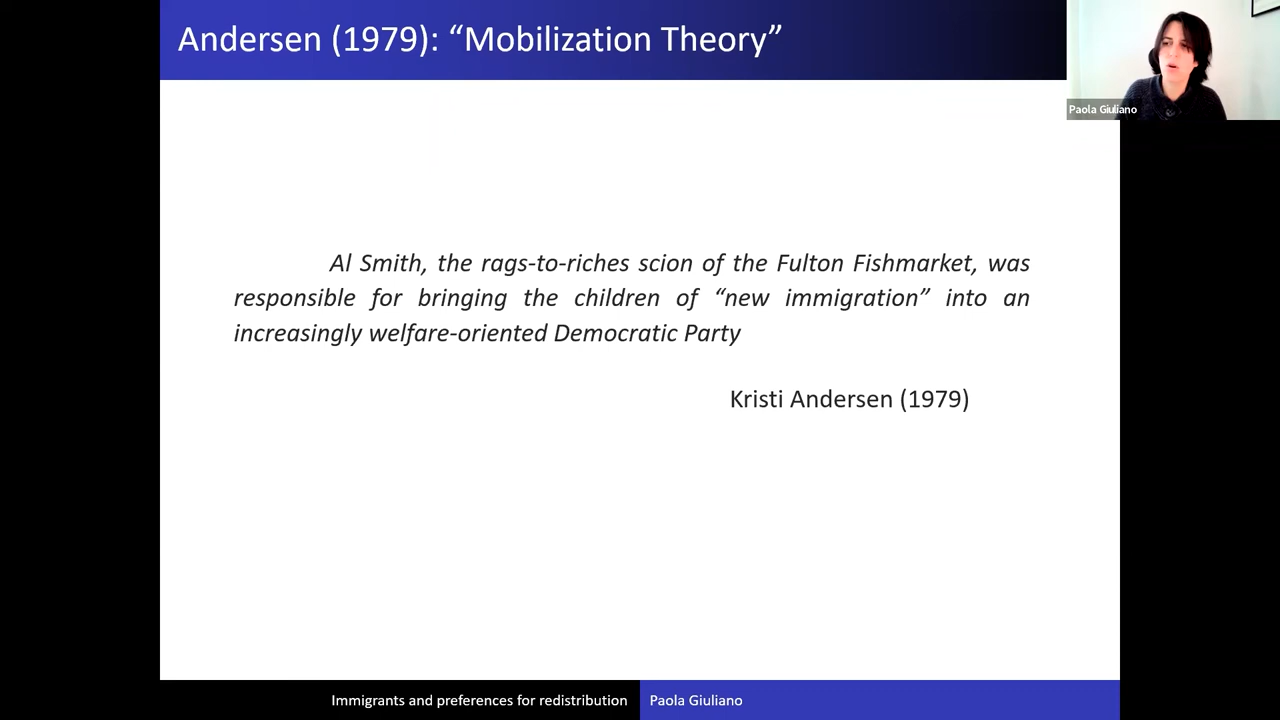 Andersen (1979): “Mobilization Theory”
Paola Giuliano
Al Smith, the rags-to-riches scion of the Fulton Fishmarket, was
responsible for bringing the children of “new immigration” into an
increasingly welfare-oriented Democratic Party
Kristi Andersen (1979)
Immigrants and preferences for redistribution
Paola Giuliano